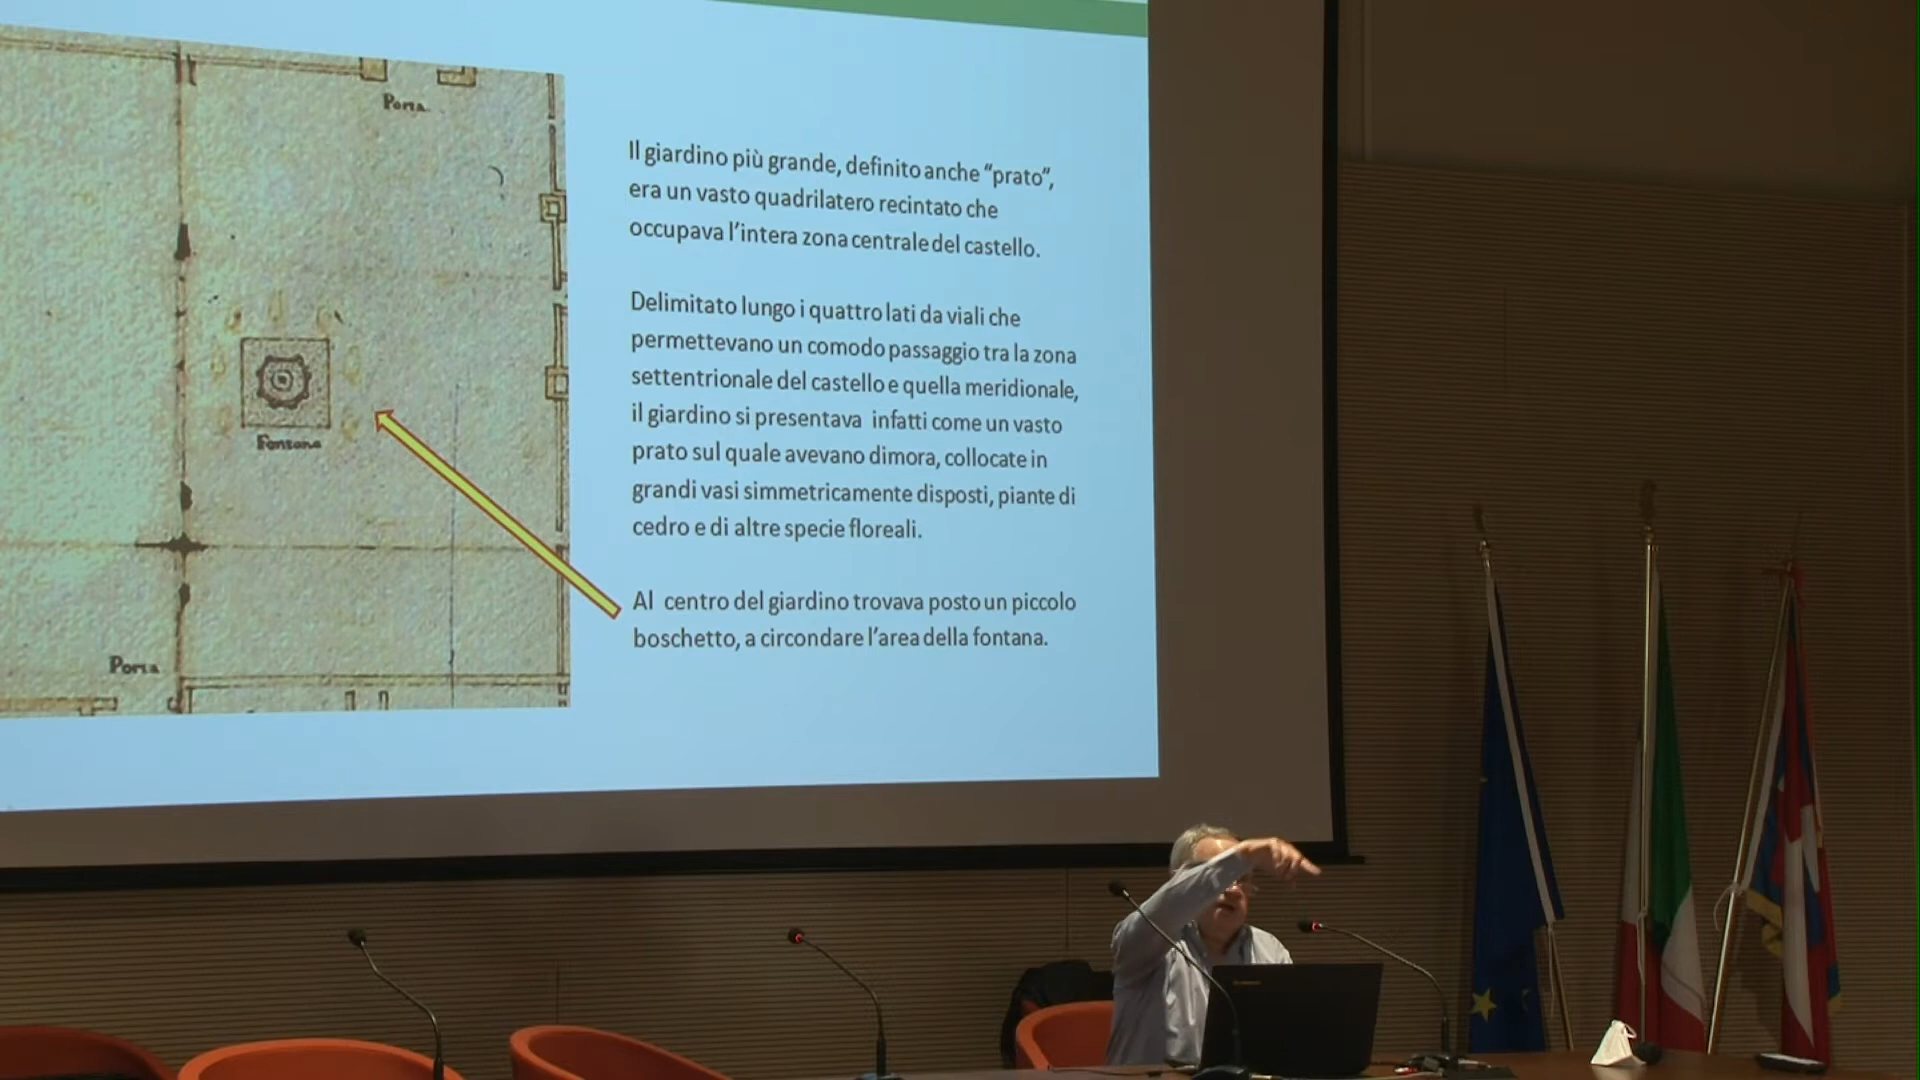 Porta
Il giardino più grande, definito anche “prato”,
era un vasto quadrilatero recintato che
occupava l’intera zona centrale del castello.
Delimitato lungo i quattro lati da viali che
permettevano un comodo passaggio tra la zona
settentrionale del castello e quella meridionale,
il giardino si presentava infatti come un vasto
prato sul quale avevano dimora, collocate in
grandi vasi simmetricamente disposti, piante di
cedro e di altre specie floreali.
Fontana
Al centro del giardino trovava posto un piccolo
boschetto, a circondare l’area della fontana.
Porta